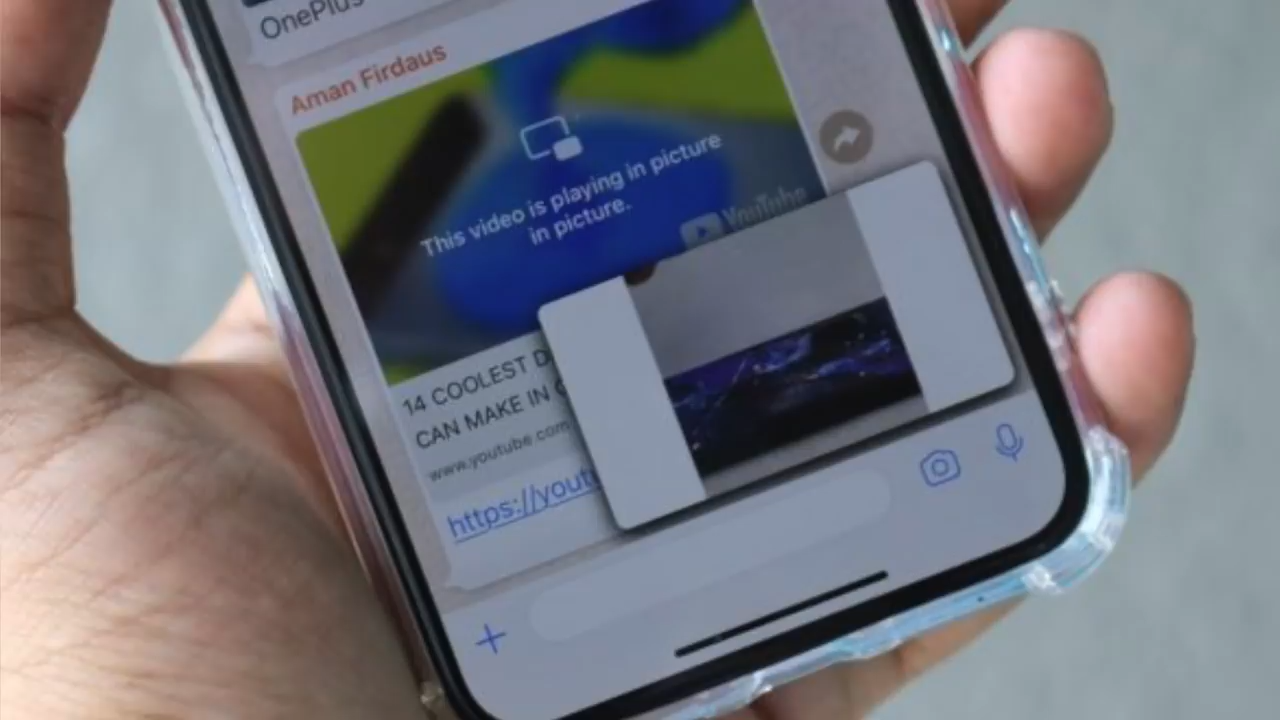 OnePlus
Aman Firdaus
This video is playing in picture
in picture.
YouTube
14 COOLEST D
CAN MAKE IN
www.youtube.com
https://yout